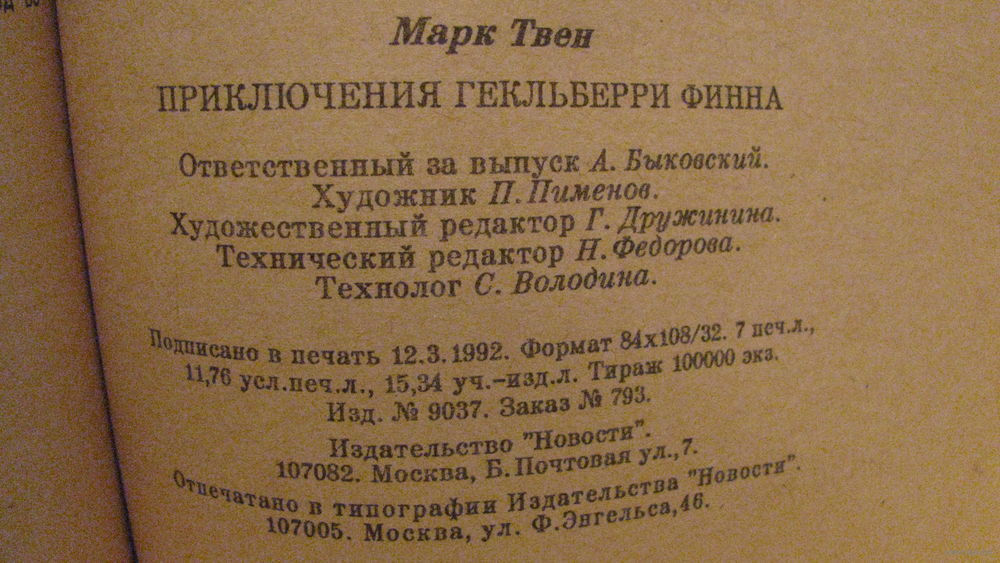 Марк Твен
ПРИКЛЮЧЕНИЯ ГЕКЛЬБЕРРИ ФИННА
Ответственный за выпуск А. Быковский.
Художник П. Пименов.
Художественный редактор Г. Дружинина.
Технический редактор Н. Федорова.
Технолог С. Володина.
Подписано в печать 12.3.1992. Формат 84x108/32. 7 печ.л.,
11,76 усл.печ.л., 15,34 уч.-изд.л. Тираж 100000 экз.
Изд. № 9037. Заказ № 793.
Издательство "Новости".
107082. Москва, Б. Почтовая ул.,7.
Отпечатано в типографии Издательства "Новости".
107005. Москва, ул. Ф.Энгельса,46.